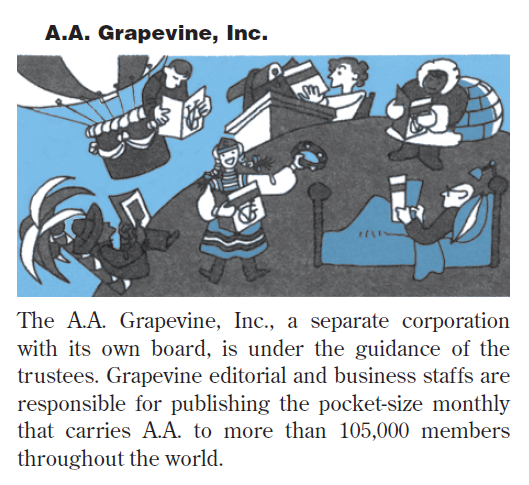 A.A. Grapevine, Inc.
The A.A. Grapevine, Inc., a separate corporation
with its own board, is under the guidance of the
trustees. Grapevine editorial and business staffs are
responsible for publishing the pocket-size monthly
that carries A.A. to more than 105,000 members
throughout the world.